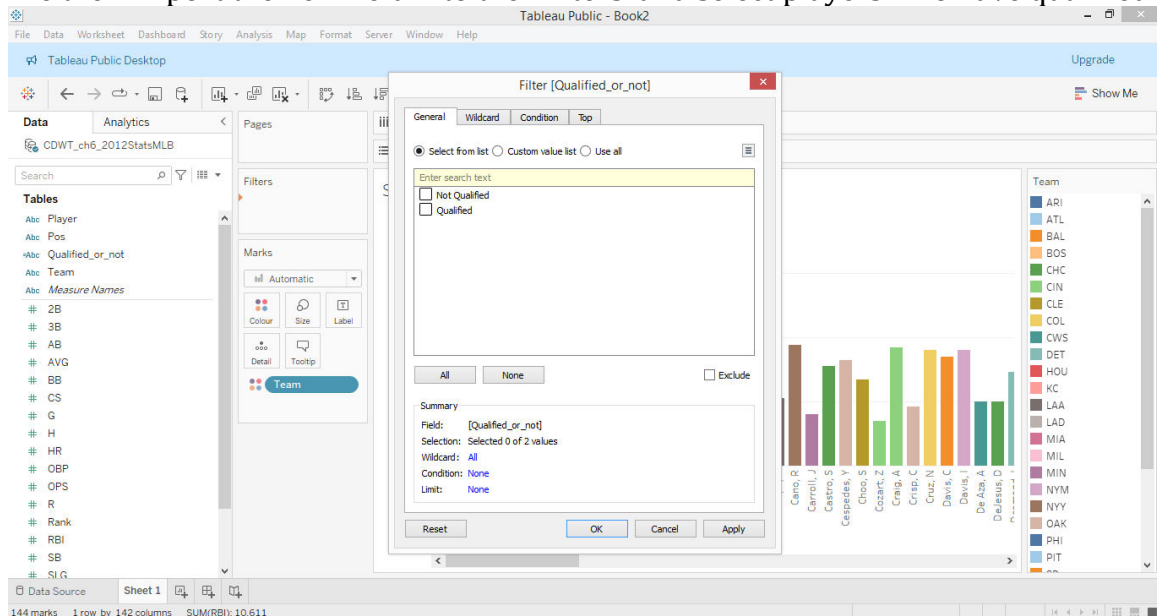 Tableau Public - Book2
File Data Worksheet Dashboard Story Analysis Map Format Server Window Help
Tableau Public Desktop
Upgrade
Show Me
Data Analytics
CDWT_ch6_2012StatsMLB
Search
Tables
Abc Player
Abc Pos
=Abc Qualified_or_not
Abc Team
Abc Measure Names
# 2B
# 3B
# AB
# AVG
# BB
# CS
# G
# H
# HR
# OBP
# OPS
# R
# Rank
# RBI
# SB
# SLG
Pages
Filters
Marks
Automatic
Colour Size Label
Detail Tooltip
Team
Filter [Qualified_or_not]
General Wildcard Condition Top
Select from list Custom value list Use all
Enter search text
Not Qualified
Qualified
All None Exclude
Summary
Field: [Qualified_or_not]
Selection: Selected 0 of 2 values
Wildcard: All
Condition: None
Limit: None
Reset OK Cancel Apply
Cano, R
Carroll, J
Castro, S
Cespedes, Y
Choo, S
Cozart, Z
Craig, A
Crisp, C
Cruz, N
Davis, C
Davis, I
De Aza, A
DeJesus, D
Team
ARI
ATL
BAL
BOS
CHC
CIN
CLE
COL
CWS
DET
HOU
KC
LAA
LAD
MIA
MIL
MIN
NYM
NYY
OAK
PHI
PIT
Data Source Sheet 1
144 marks 1 row by 142 columns SUM(RBI): 10,611